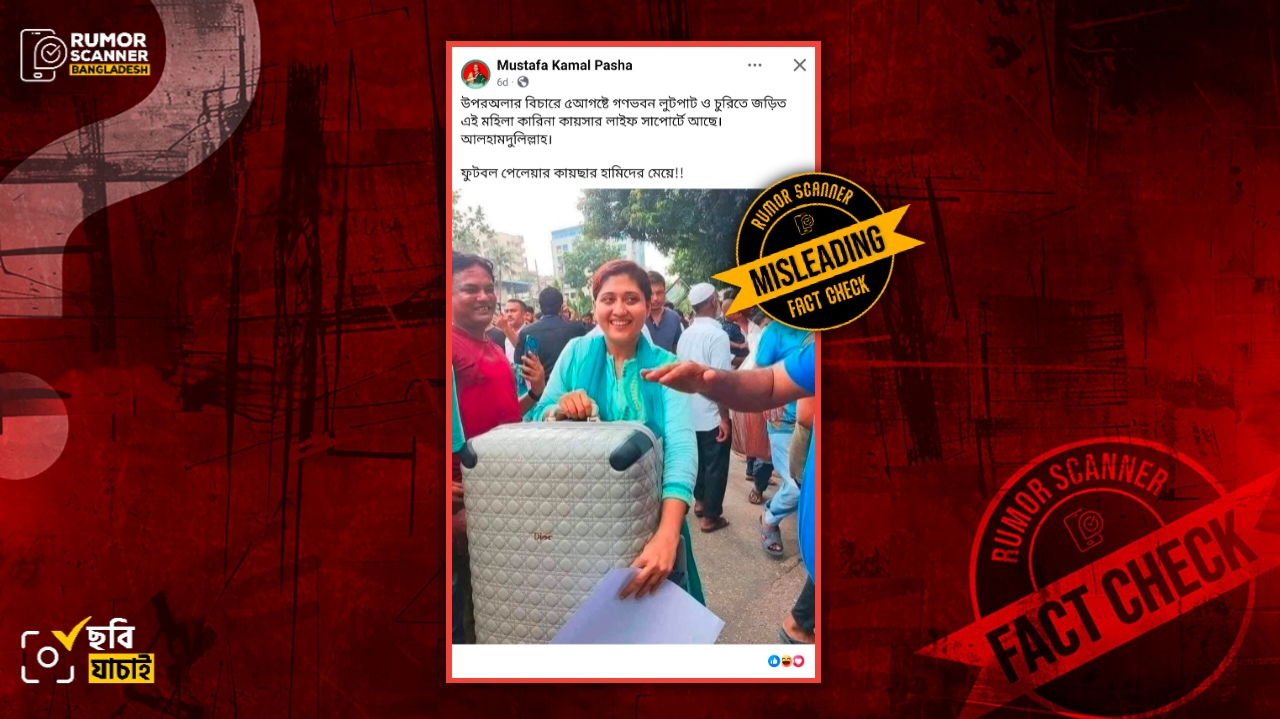 RUMOR
SCANNER
BANGLADESH
Mustafa Kamal Pasha
6d
উপরঅলার বিচারে ৫আগষ্টে গণভবন লুটপাট ও চুরিতে জড়িত
এই মহিলা কারিনা কায়সার লাইফ সাপোর্টে আছে।
আলহামদুলিল্লাহ।
ফুটবল পেলেয়ার কায়ছার হামিদের মেয়ে!!
RUMOR SCANNER
MISLEADING
FACT CHECK
Dior
RUMOR SCANNER
FACT CHECK
ছবি
যাচাই